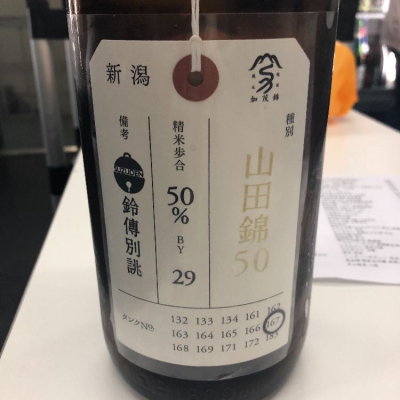 新潟
加茂錦
種別
山田錦50
精米歩合
50%
BY
29
備考
SUZUDEN
鈴傳別誂
タンクNo.
132 133 134 161 162
163 164 165 166 167
168 169 171 172 183